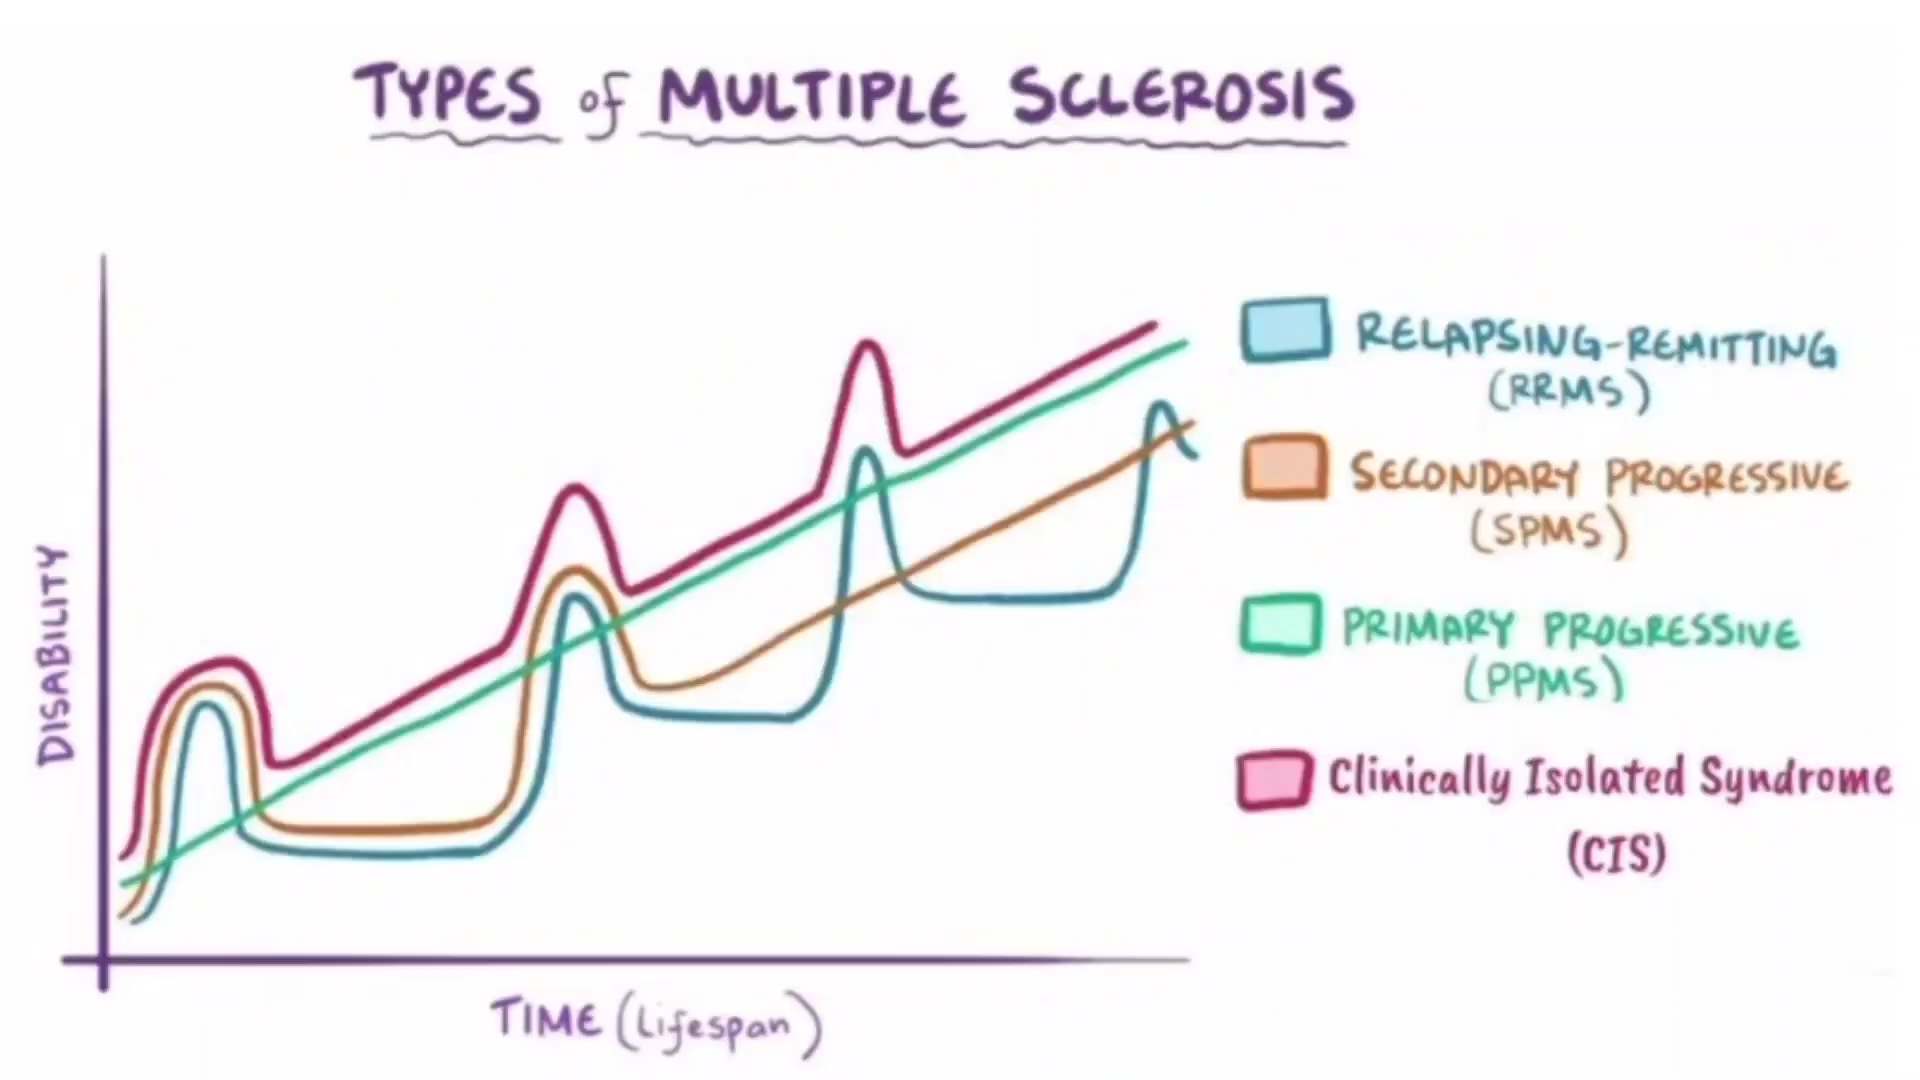 TYPES of MULTIPLE SCLEROSIS
RELAPSING-REMITTING
(RRMS)
SECONDARY PROGRESSIVE
(SPMS)
PRIMARY PROGRESSIVE
(PPMS)
Clinically Isolated Syndrome
(CIS)
DISABILITY
TIME (Lifespan)